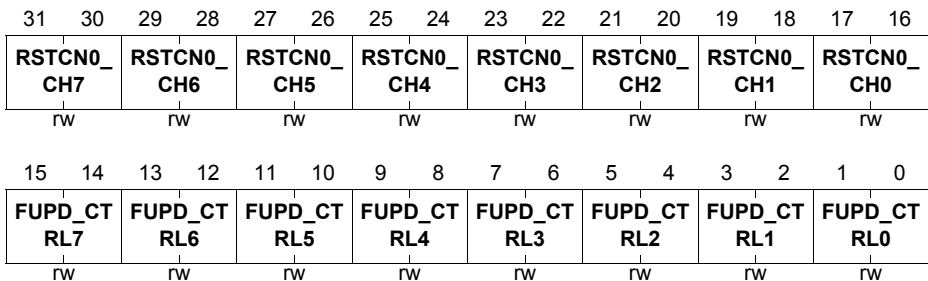 31 30 29 28 27 26 25 24 23 22 21 20 19 18 17 16
RSTCN0_ RSTCN0_ RSTCN0_ RSTCN0_ RSTCN0_ RSTCN0_ RSTCN0_ RSTCN0_
CH7 CH6 CH5 CH4 CH3 CH2 CH1 CH0
rw rw rw rw rw rw rw rw
15 14 13 12 11 10 9 8 7 6 5 4 3 2 1 0
FUPD_CT FUPD_CT FUPD_CT FUPD_CT FUPD_CT FUPD_CT FUPD_CT FUPD_CT
RL7 RL6 RL5 RL4 RL3 RL2 RL1 RL0
rw rw rw rw rw rw rw rw